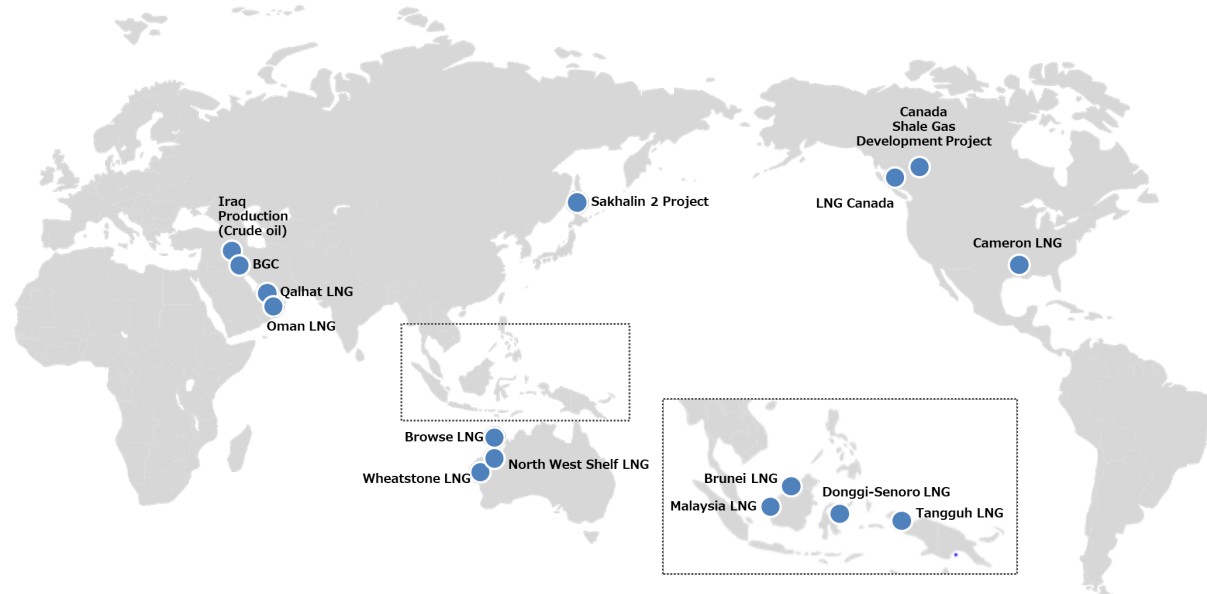 Canada
Shale Gas
Development Project
LNG Canada
Sakhalin 2 Project
Iraq
Production
(Crude oil)
BGC
Cameron LNG
Qalhat LNG
Oman LNG
Browse LNG
North West Shelf LNG
Wheatstone LNG
Brunei LNG
Donggi-Senoro LNG
Malaysia LNG
Tangguh LNG